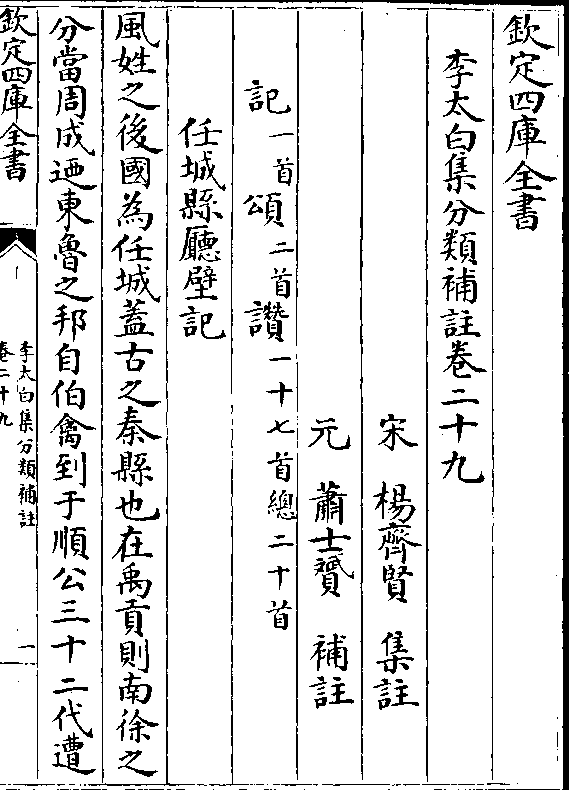 欽定四庫全書
李太白集分類補註卷二十九
宋 楊齊賢 集註
元 蕭士贇 補註
記一首頌二首讚一十七首總二十首
任城縣廳壁記
風姓之後國為任城蓋古之秦縣也在禹貢則南徐之
分當周成廼東魯之邦自伯禽到于順公三十二代遭
欽定四庫全書
李太白集分類補註
卷二十九
一